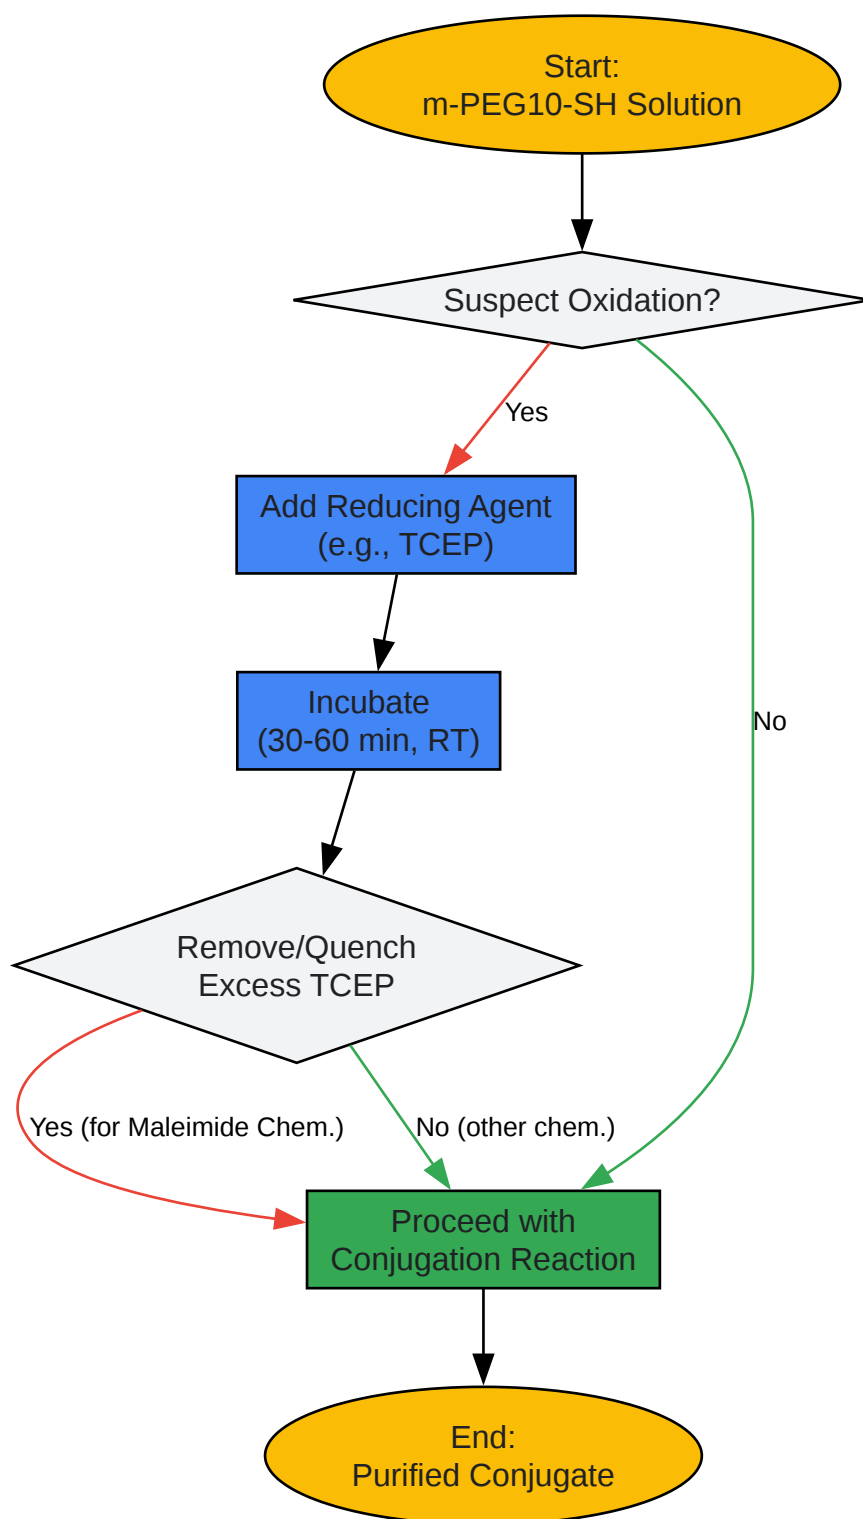 Start:
m-PEG10-SH Solution
Suspect Oxidation?
Yes
Add Reducing Agent
(e.g., TCEP)
Incubate
(30-60 min, RT)
No
Remove/Quench
Excess TCEP
Yes (for Maleimide Chem.)
No (other chem.)
Proceed with
Conjugation Reaction
End:
Purified Conjugate